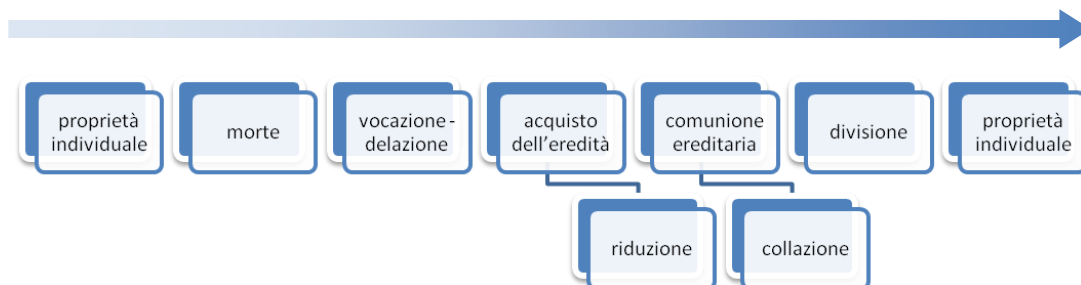 proprietà
individuale
morte
vocazione-
delazione
acquisto
dell'eredità
comunione
ereditaria
divisione
proprietà
individuale
riduzione
collazione